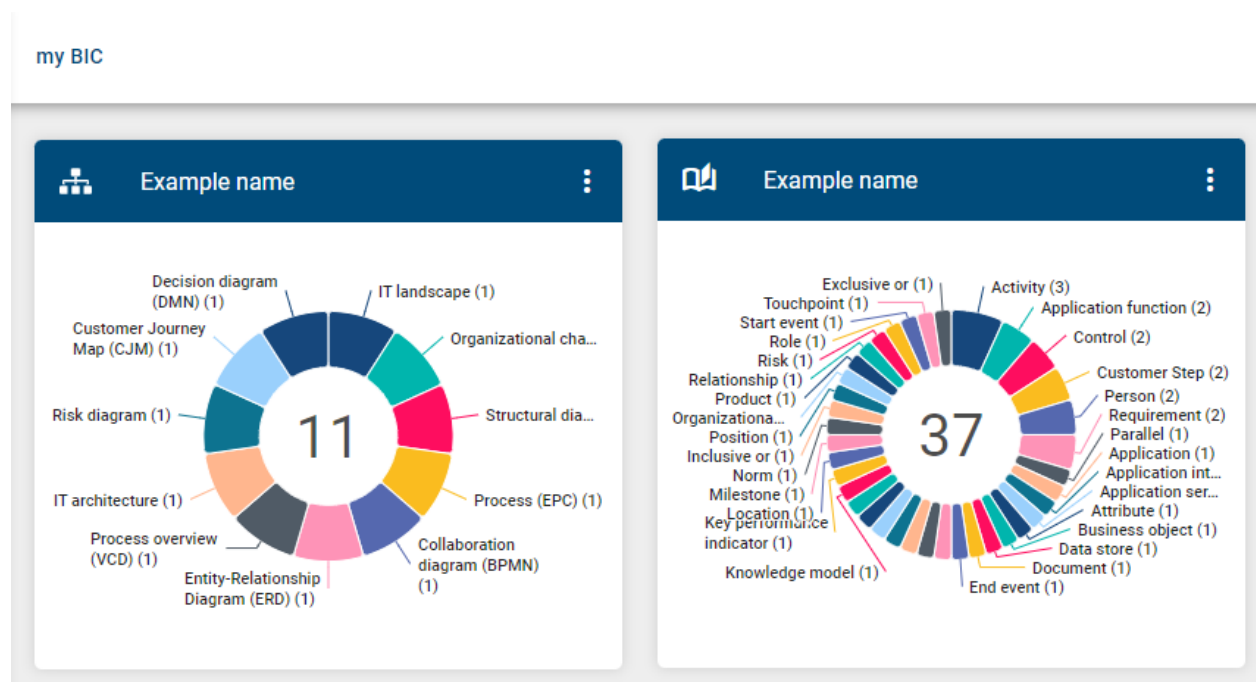 my BIC
Example name
Decision diagram
(DMN) (1)
IT landscape (1)
Customer Journey
Map (CJM) (1)
Organizational cha...
Risk diagram (1)
Structural dia...
11
IT architecture (1)
Process (EPC) (1)
Process overview
(VCD) (1)
Collaboration
diagram (BPMN)
(1)
Entity-Relationship
Diagram (ERD) (1)
Example name
Exclusive or (1)
Activity (3)
Touchpoint (1)
Application function (2)
Start event (1)
Control (2)
Role (1)
Risk (1)
Customer Step (2)
Relationship (1)
Person (2)
Product (1)
Requirement (2)
Organizationa...
Parallel (1)
Position (1)
37
Application (1)
Inclusive or (1)
Application int...
Norm (1)
Application ser...
Milestone (1)
Attribute (1)
Location (1)
Key performance
indicator (1)
Business object (1)
Data store (1)
Knowledge model (1)
Document (1)
End event (1)